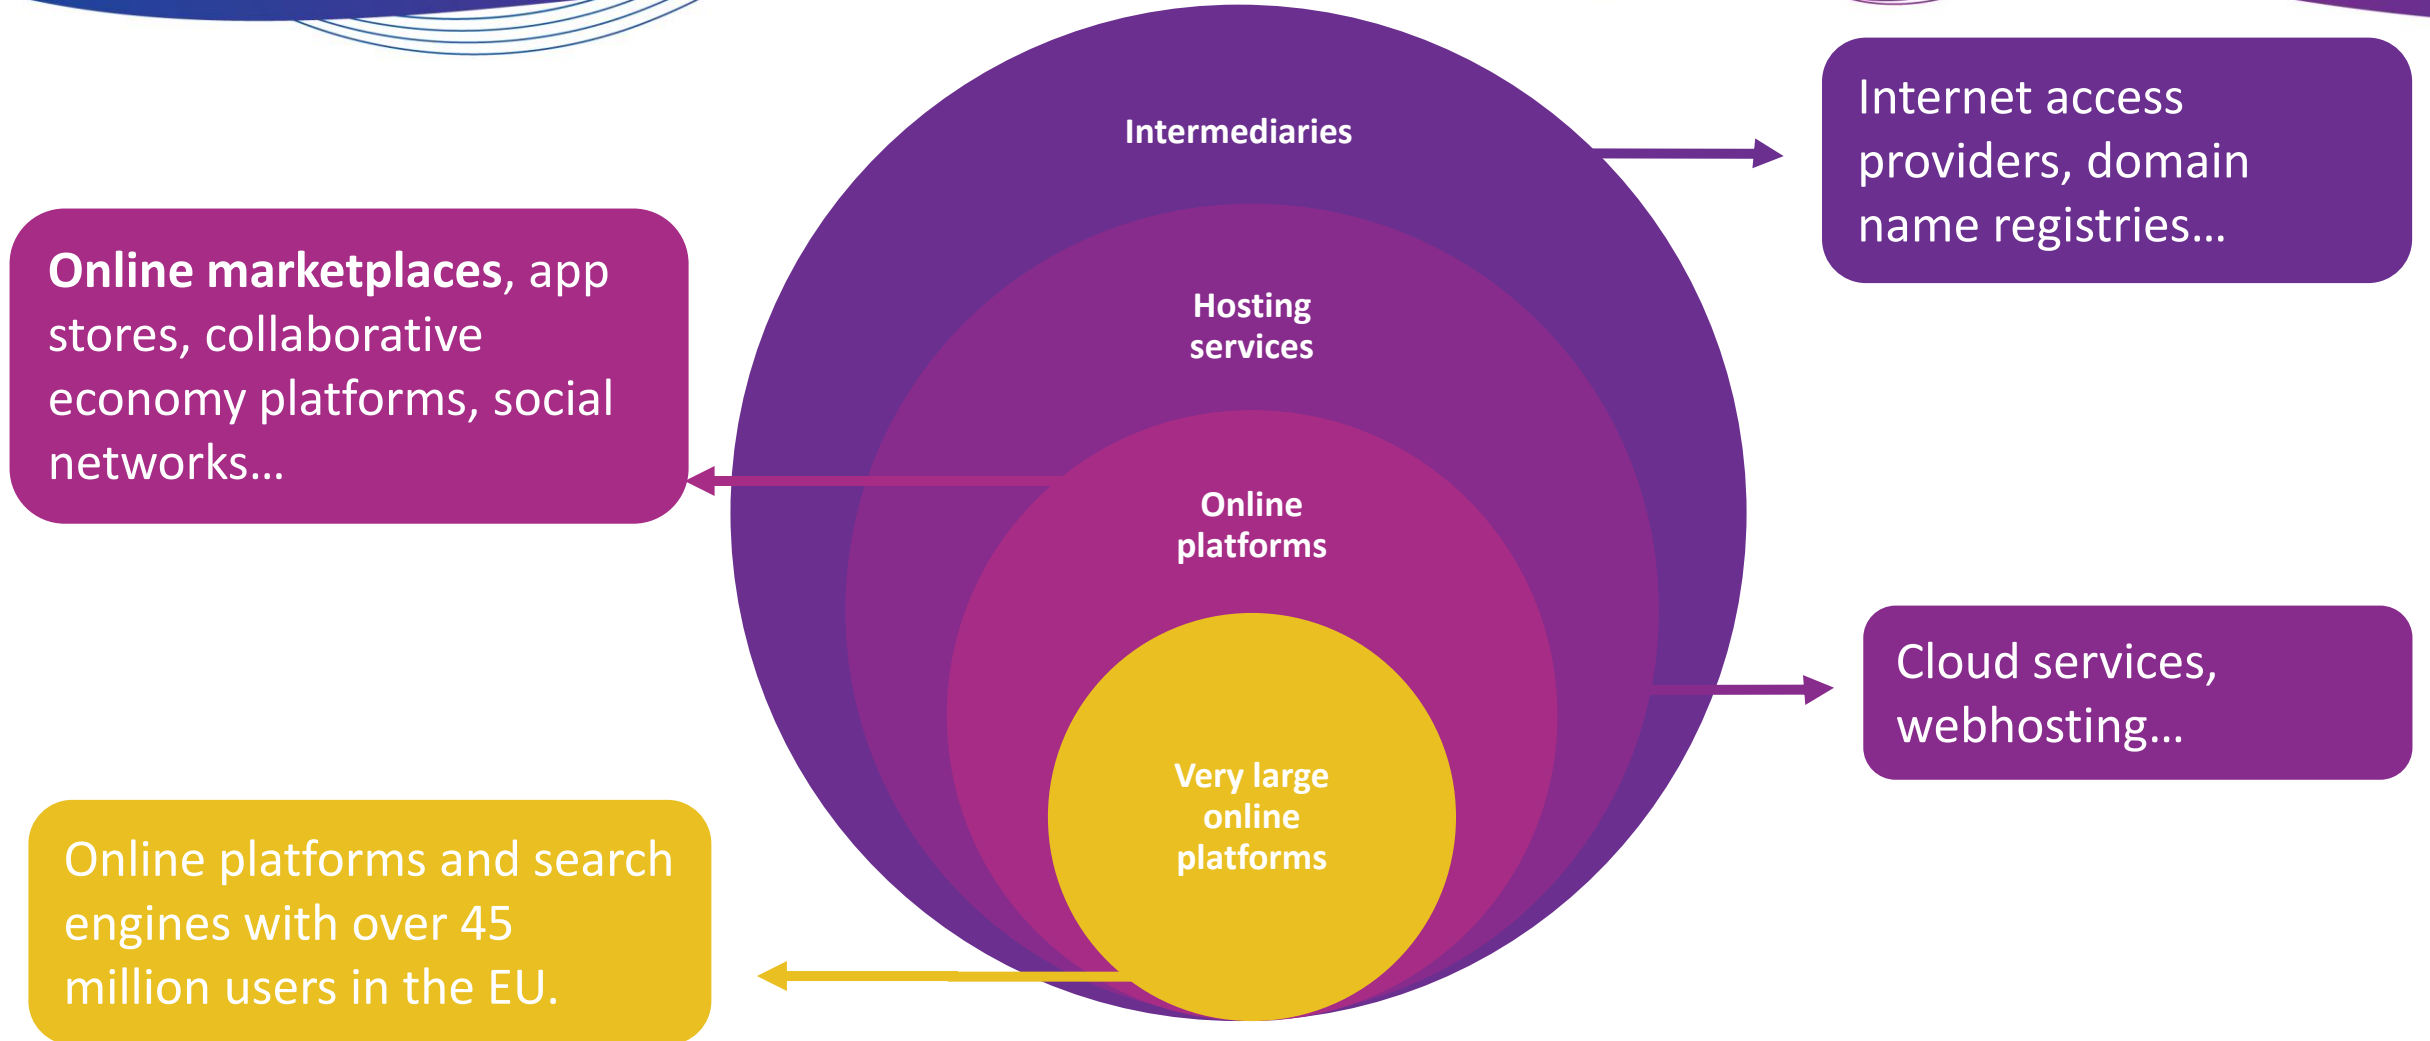 Intermediaries
Internet access
providers, domain
name registries…
Online marketplaces, app
stores, collaborative
economy platforms, social
networks…
Hosting
services
Online
platforms
Cloud services,
webhosting…
Very large
online
platforms
Online platforms and search
engines with over 45
million users in the EU.